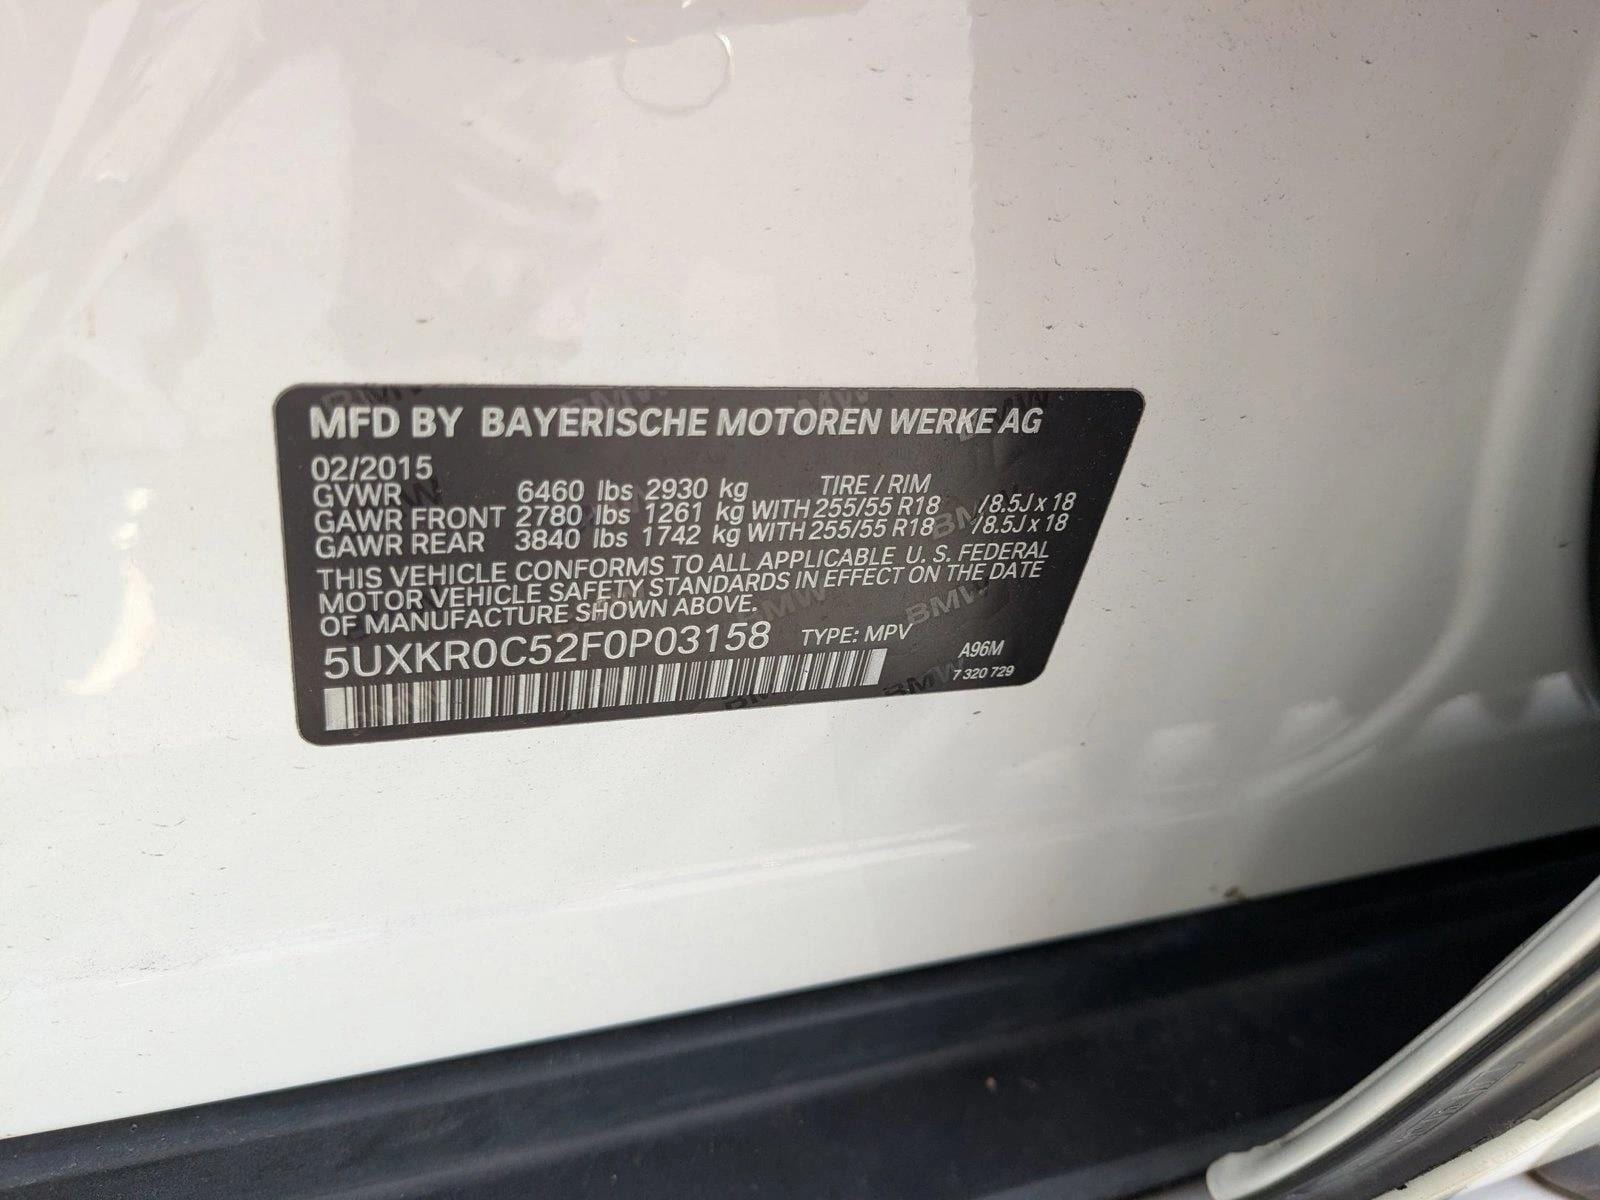 MFD BY BAYERISCHE MOTOREN WERKE AG
02/2015
GVWR 6460 lbs 2930 kg TIRE / RIM
GAWR FRONT 2780 lbs 1261 kg WITH 255/55 R18 /8.5J x 18
GAWR REAR 3840 lbs 1742 kg WITH 255/55 R18 /8.5J x 18
THIS VEHICLE CONFORMS TO ALL APPLICABLE U. S. FEDERAL
MOTOR VEHICLE SAFETY STANDARDS IN EFFECT ON THE DATE
OF MANUFACTURE SHOWN ABOVE.
5UXKR0C52F0P03158 TYPE: MPV
A96M
7 320 729